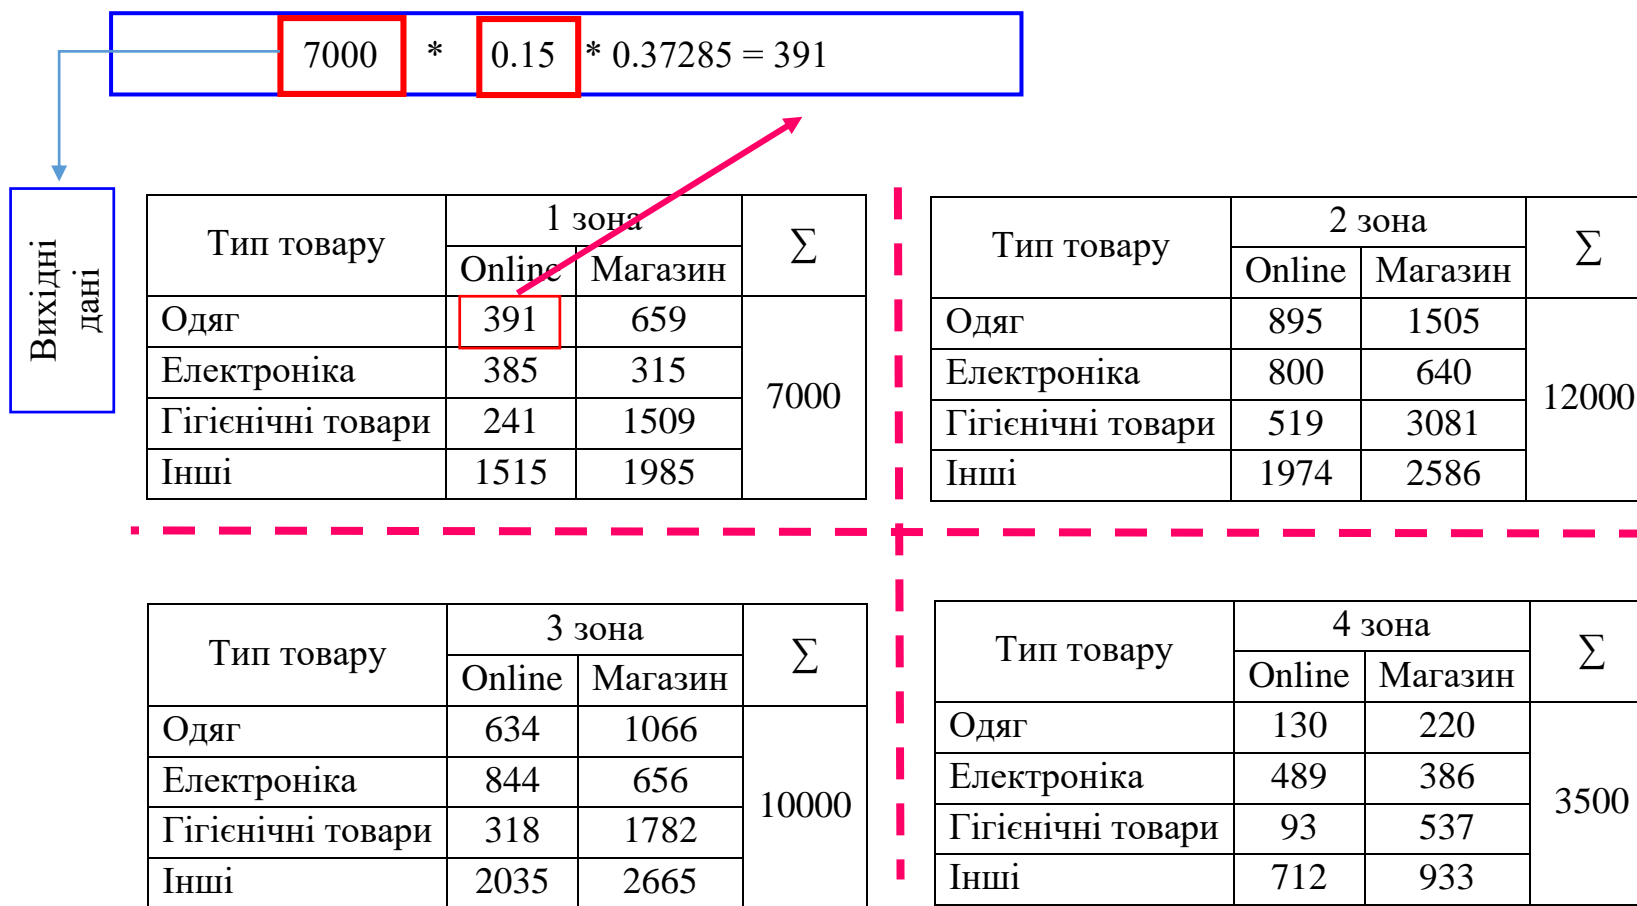 7000 * 0.15 * 0.37285 = 391
Вихідні
дані
Тип товару 1 зона ∑
Online Магазин
Одяг 391 659
Електроніка 385 315
7000
Гігієнічні товари 241 1509
Інші 1515 1985
Тип товару 2 зона ∑
Online Магазин
Одяг 895 1505
Електроніка 800 640
12000
Гігієнічні товари 519 3081
Інші 1974 2586
Тип товару 3 зона ∑
Online Магазин
Одяг 634 1066
Електроніка 844 656
10000
Гігієнічні товари 318 1782
Інші 2035 2665
Тип товару 4 зона ∑
Online Магазин
Одяг 130 220
Електроніка 489 386
3500
Гігієнічні товари 93 537
Інші 712 933